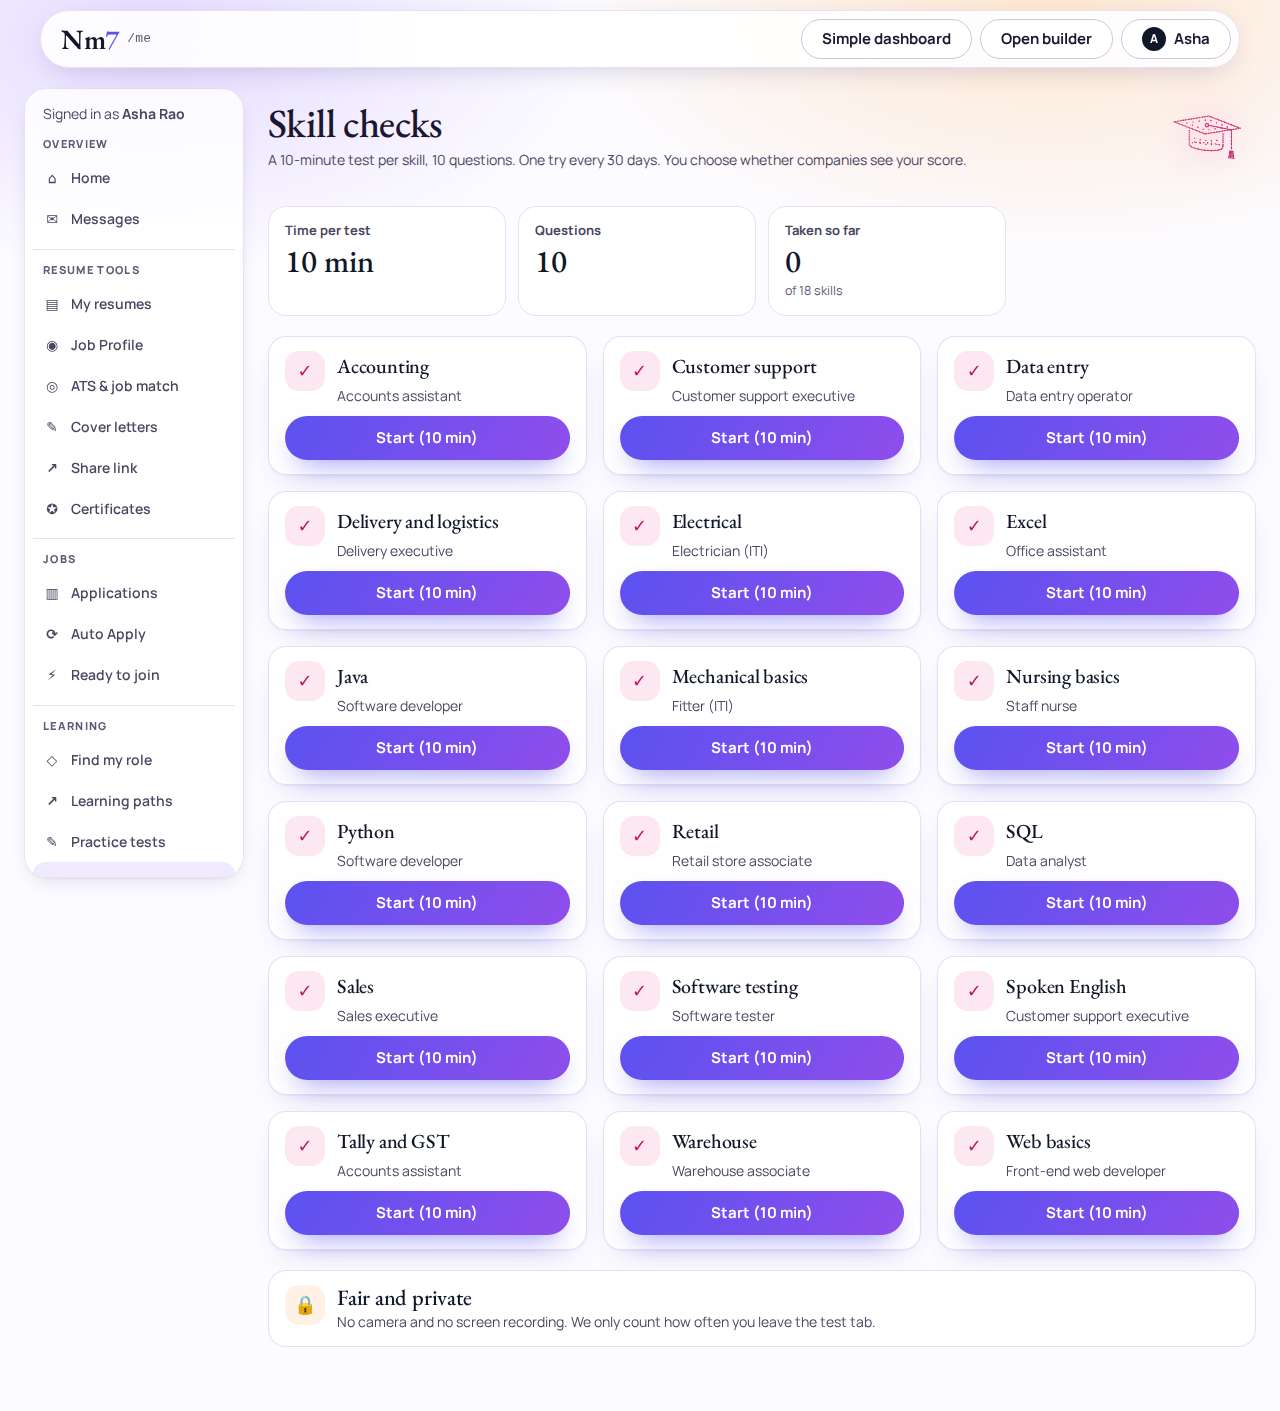 Nm7 /me
Simple dashboard
Open builder
A Asha
Signed in as Asha Rao
OVERVIEW
Home
Messages
RESUME TOOLS
My resumes
Job Profile
ATS & job match
Cover letters
Share link
Certificates
JOBS
Applications
Auto Apply
Ready to join
LEARNING
Find my role
Learning paths
Practice tests
Skill checks
A 10-minute test per skill, 10 questions. One try every 30 days. You choose whether companies see your score.
Time per test
10 min
Questions
10
Taken so far
0
of 18 skills
Accounting
Accounts assistant
Start (10 min)
Customer support
Customer support executive
Start (10 min)
Data entry
Data entry operator
Start (10 min)
Delivery and logistics
Delivery executive
Start (10 min)
Electrical
Electrician (ITI)
Start (10 min)
Excel
Office assistant
Start (10 min)
Java
Software developer
Start (10 min)
Mechanical basics
Fitter (ITI)
Start (10 min)
Nursing basics
Staff nurse
Start (10 min)
Python
Software developer
Start (10 min)
Retail
Retail store associate
Start (10 min)
SQL
Data analyst
Start (10 min)
Sales
Sales executive
Start (10 min)
Software testing
Software tester
Start (10 min)
Spoken English
Customer support executive
Start (10 min)
Tally and GST
Accounts assistant
Start (10 min)
Warehouse
Warehouse associate
Start (10 min)
Web basics
Front-end web developer
Start (10 min)
Fair and private
No camera and no screen recording. We only count how often you leave the test tab.